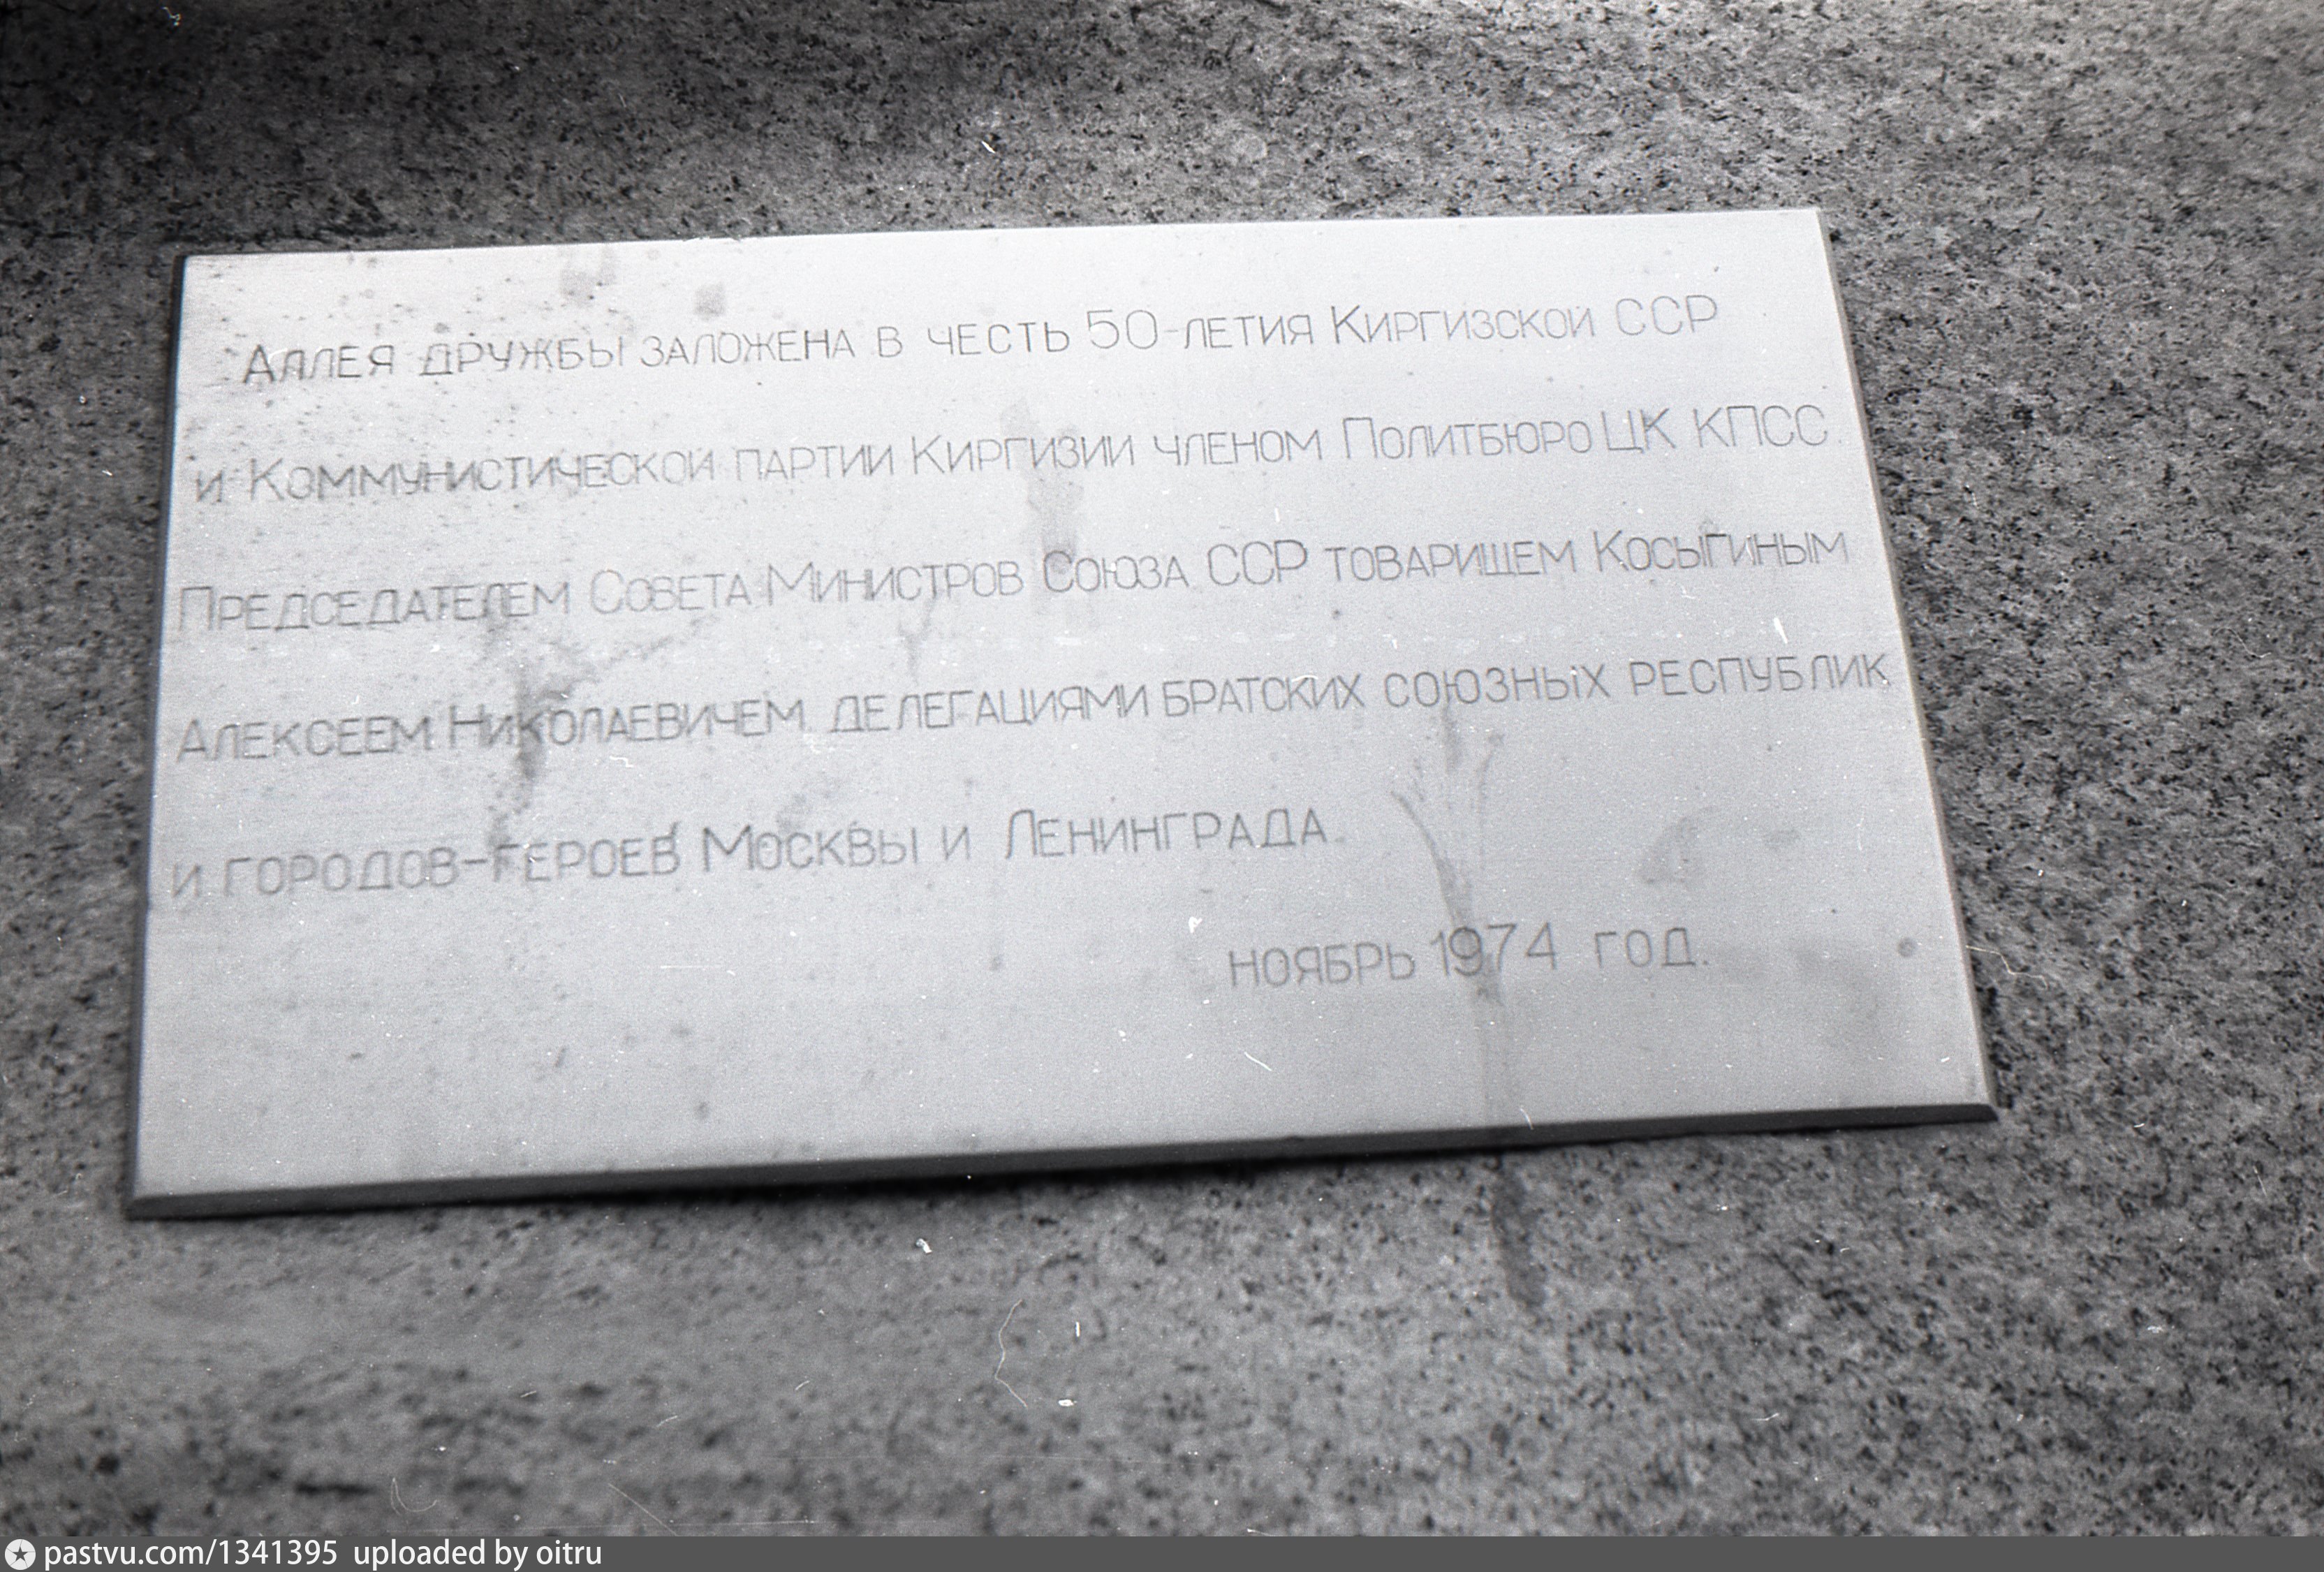 Аллея дружбы заложена в честь 50-летия Киргизской ССР
и Коммунистической партии Киргизии членом Политбюро ЦК КПСС.
Председателем Совета Министров Союза ССР товарищем Косыгиным
Алексеем Николаевичем, делегациями братских союзных республик
и городов-героев Москвы и Ленинграда.
ноябрь 1974 год.
pastvu.com/1341395 uploaded by oitru